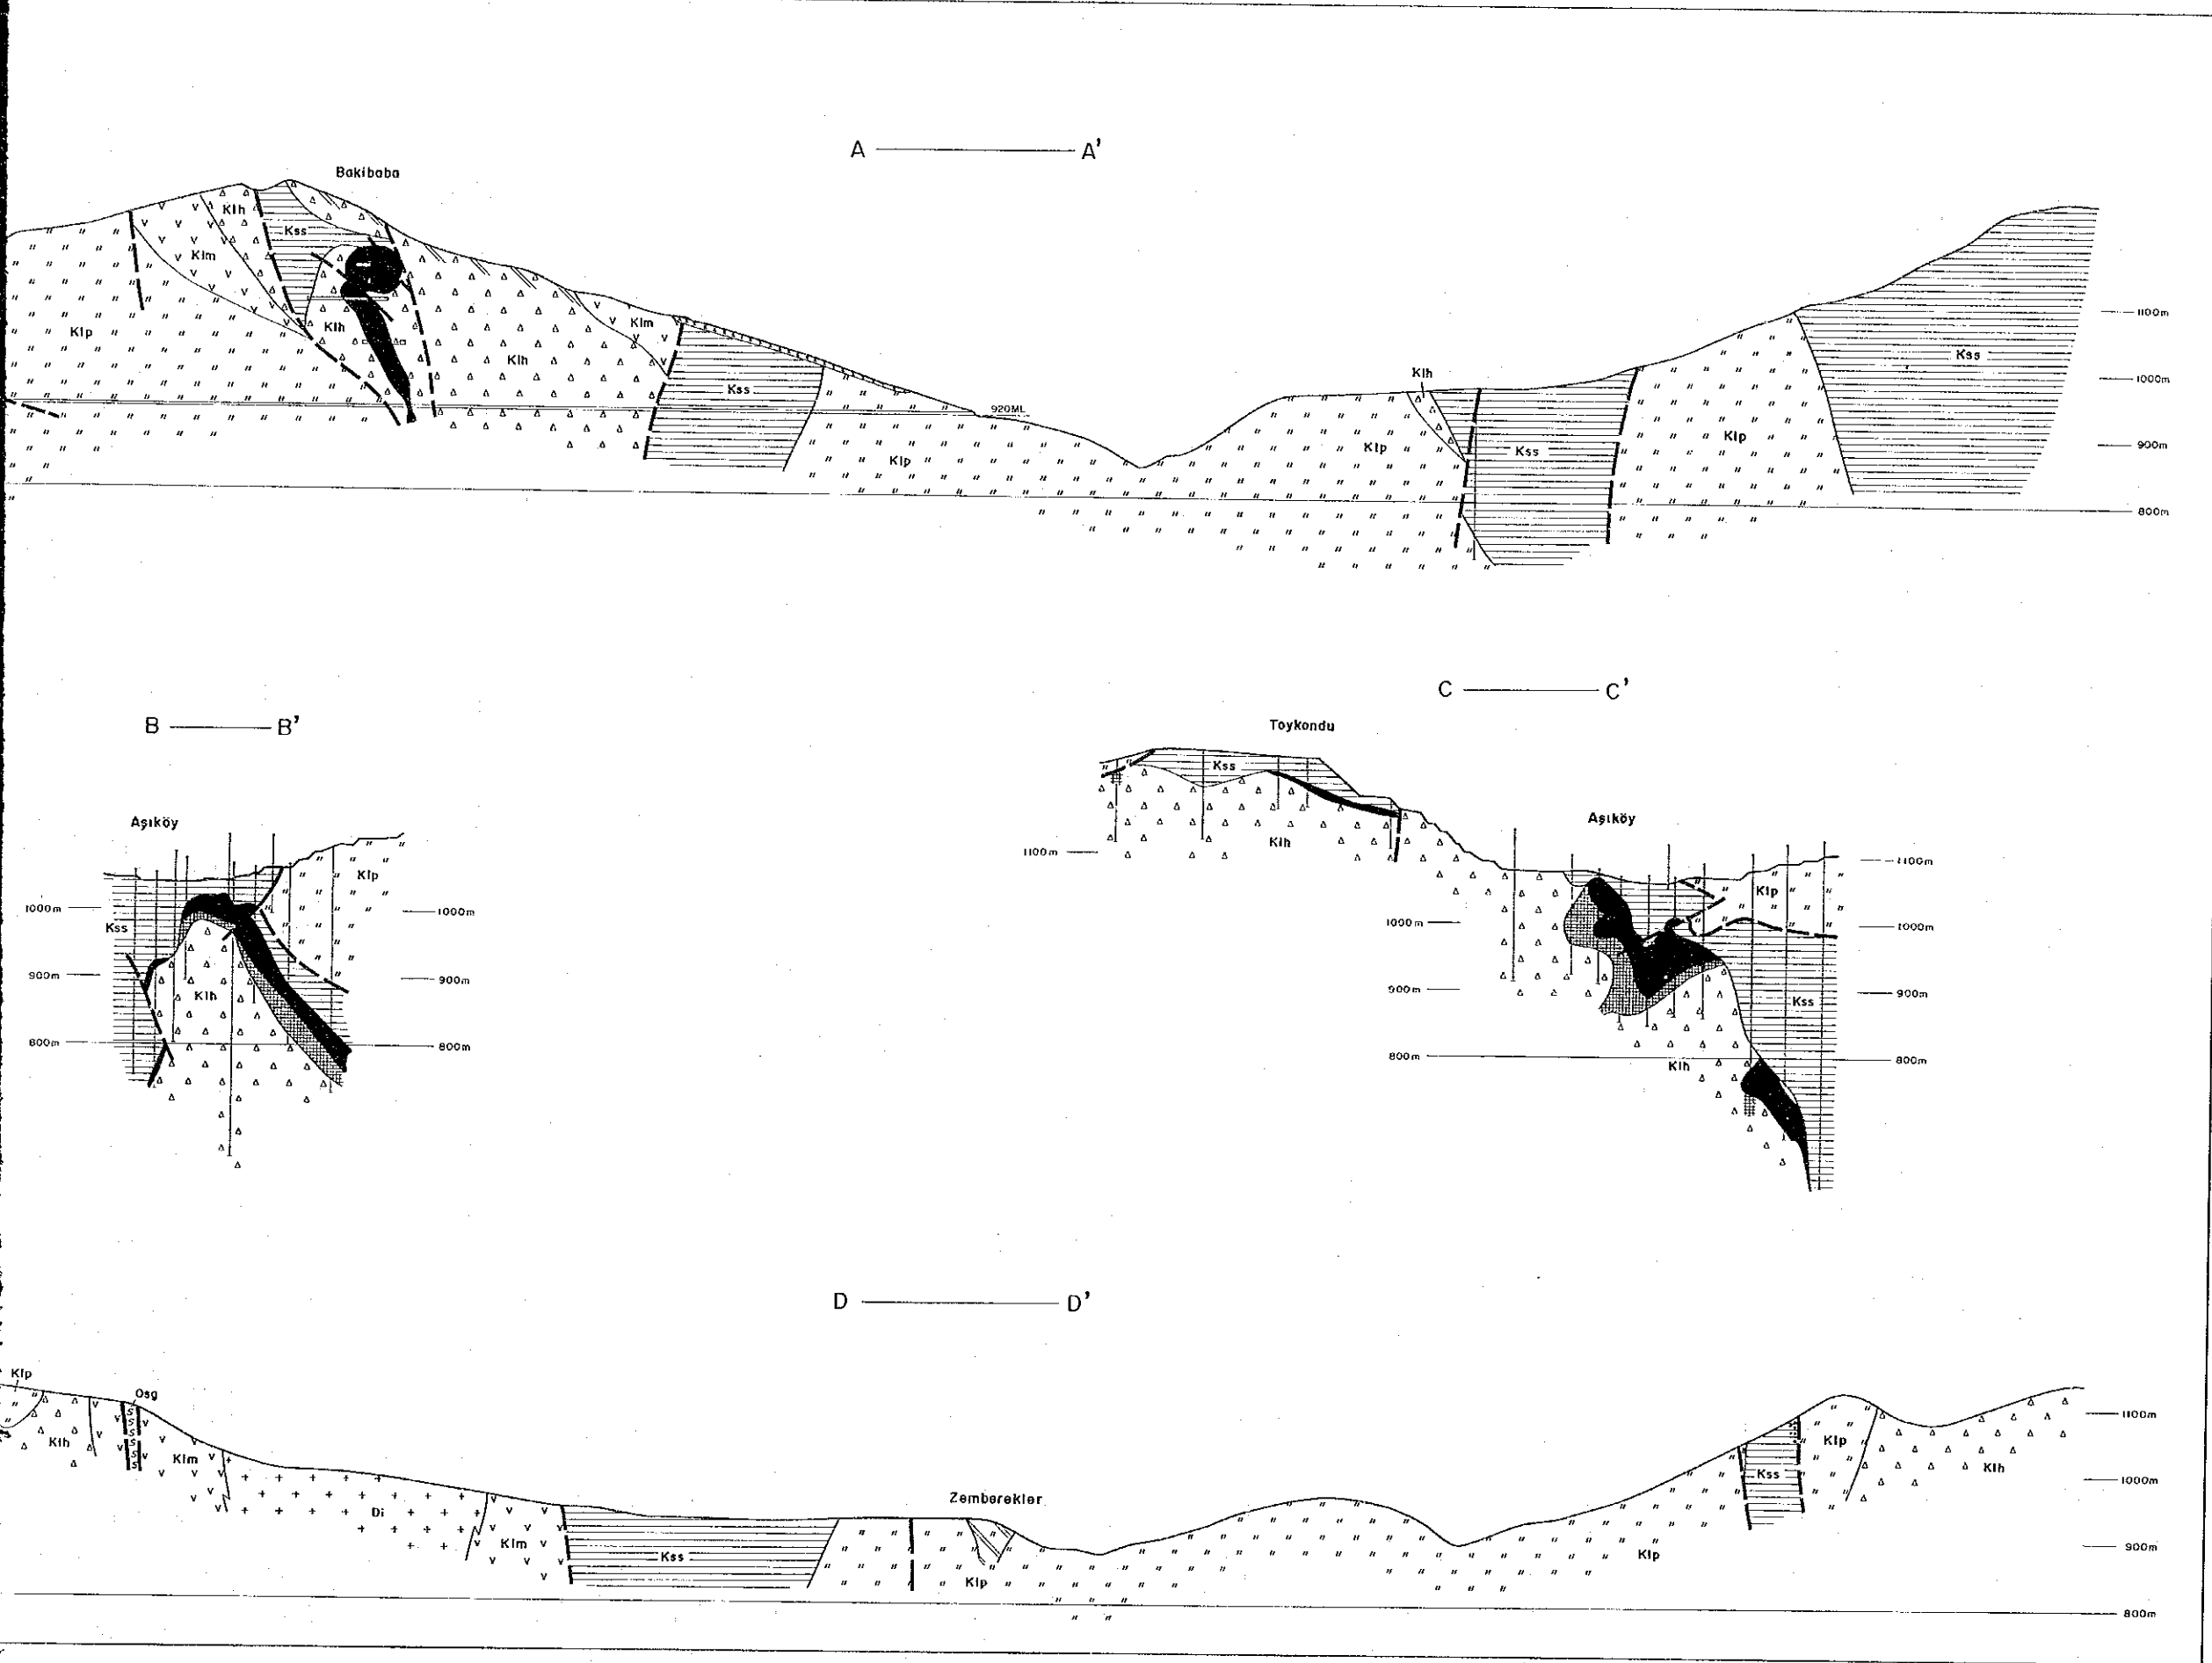 A A'
Bakibaba
Klh
Kss
Klm
Klp
Klh
Klm
Klh
Kss
920ML
Klp
Klh
Klp
Kss
Klp
Kss
1100m
1000m
900m
800m
B B'
Aşıköy
Klp
1000m
1000m
Kss
900m
900m
Klh
800m
800m
C C'
Toykondu
Kss
Klh
1100m
Aşıköy
1100m
Klp
1000m
1000m
900m
900m
Kss
800m
800m
Klh
D D'
Klp
Osg
Klh
Klm
Di
Klm
Kss
Zemberekler
Klp
Klp
Kss
Klp
Klh
1100m
1000m
900m
800m